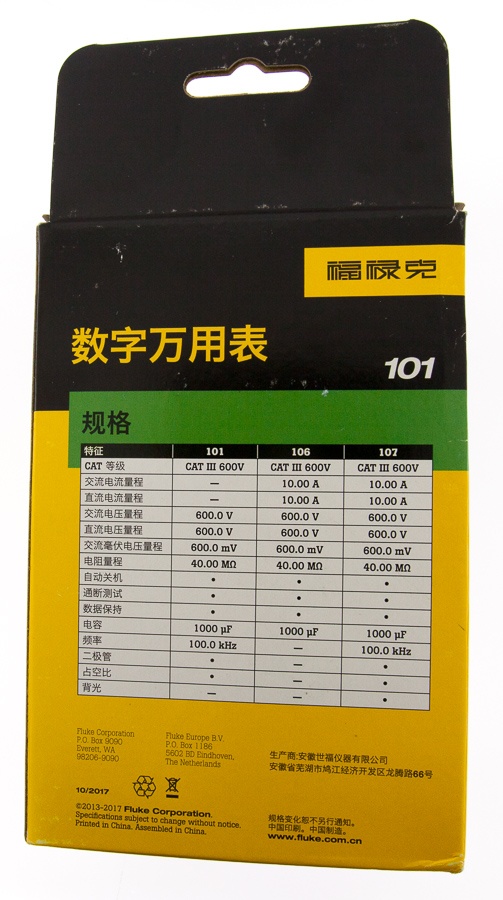 福禄克
数字万用表
101
规格
特征 101 106 107
CAT 等级 CAT III 600V CAT III 600V CAT III 600V
交流电流量程 — 10.00 A 10.00 A
直流电流量程 — 10.00 A 10.00 A
交流电压量程 600.0 V 600.0 V 600.0 V
直流电压量程 600.0 V 600.0 V 600.0 V
交流毫伏电压量程 600.0 mV 600.0 mV 600.0 mV
电阻量程 40.00 MΩ 40.00 MΩ 40.00 MΩ
自动关机 • • •
通断测试 • • •
数据保持 • • •
电容 1000 µF 1000 µF 1000 µF
频率 100.0 kHz — 100.0 kHz
二极管 • — •
占空比 • — •
背光 — — •
Fluke Corporation
P.O. Box 9090
Everett, WA
98206-9090
Fluke Europe B.V.
P.O. Box 1186
5602 BD Eindhoven,
The Netherlands
生产商:安徽世福仪器有限公司
安徽省芜湖市鸠江经济开发区龙腾路66号
10/2017
©2013-2017 Fluke Corporation.
Specifications subject to change without notice.
Printed in China. Assembled in China.
规格变化恕不另行通知。
中国印刷。中国制造。
www.fluke.com.cn